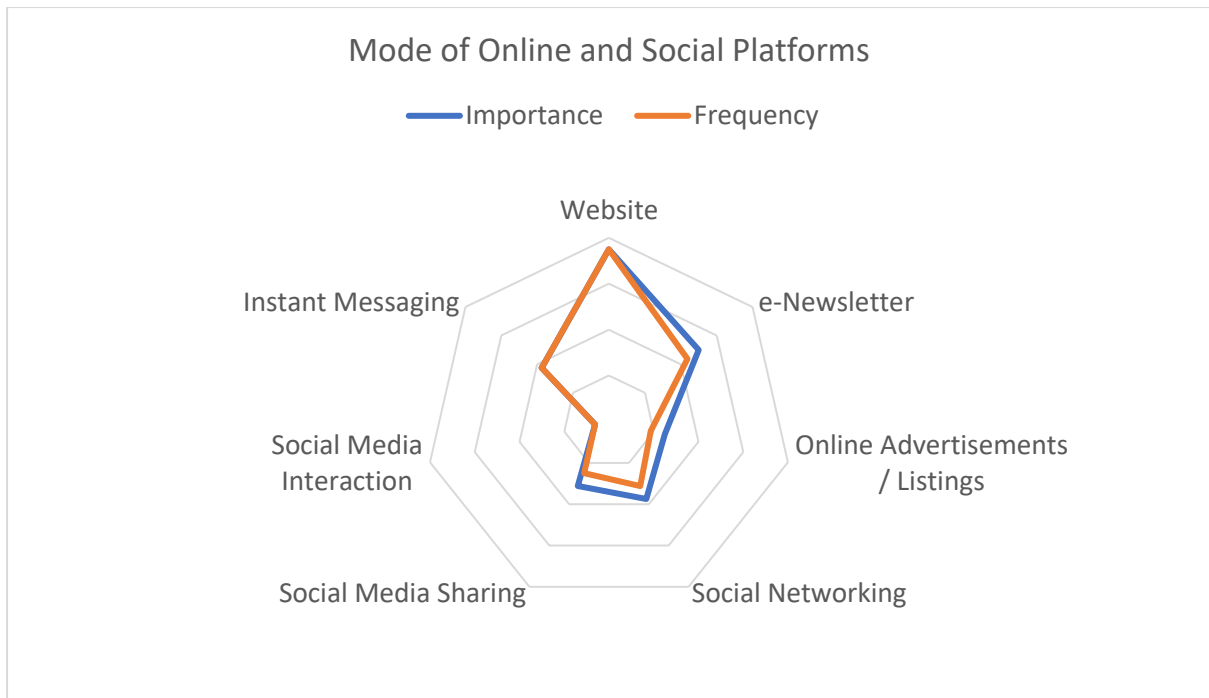 Mode of Online and Social Platforms
Importance
Frequency
Website
e-Newsletter
Online Advertisements
/ Listings
Social Networking
Social Media Sharing
Social Media
Interaction
Instant Messaging